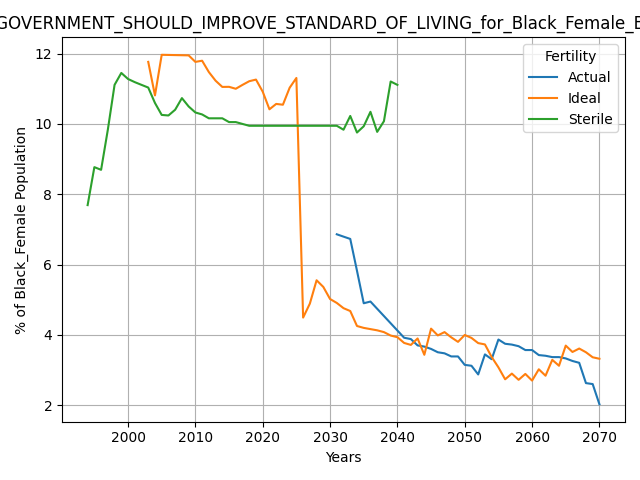 GOVERNMENT_SHOULD_IMPROVE_STANDARD_OF_LIVING_for_Black_Female_
Fertility
Actual
Ideal
Sterile
% of Black_Female Population
12
10
8
6
4
2
2000 2010 2020 2030 2040 2050 2060 2070
Years